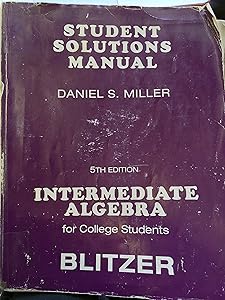 STUDENT
SOLUTIONS
MANUAL
DANIEL S. MILLER
5TH EDITION
INTERMEDIATE
ALGEBRA
for College Students
BLITZER